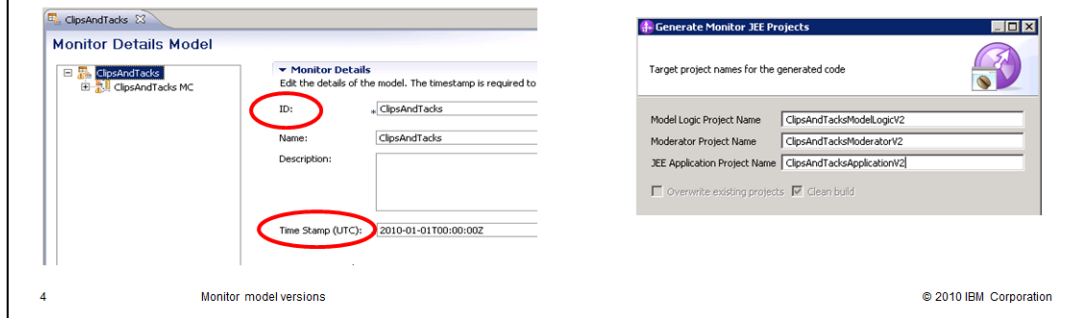 ClipsAndTacks
Monitor Details Model
ClipsAndTacks
ClipsAndTacks MC
Monitor Details
Edit the details of the model. The timestamp is required to
ID:
* ClipsAndTacks
Name:
ClipsAndTacks
Description:
Time Stamp (UTC):
2010-01-01T00:00:00Z
Generate Monitor JEE Projects
Target project names for the generated code
Model Logic Project Name ClipsAndTacksModelLogicV2
Moderator Project Name ClipsAndTacksModeratorV2
JEE Application Project Name ClipsAndTacksApplicationV2
Overwrite existing projects Clean build
4 Monitor model versions © 2010 IBM Corporation